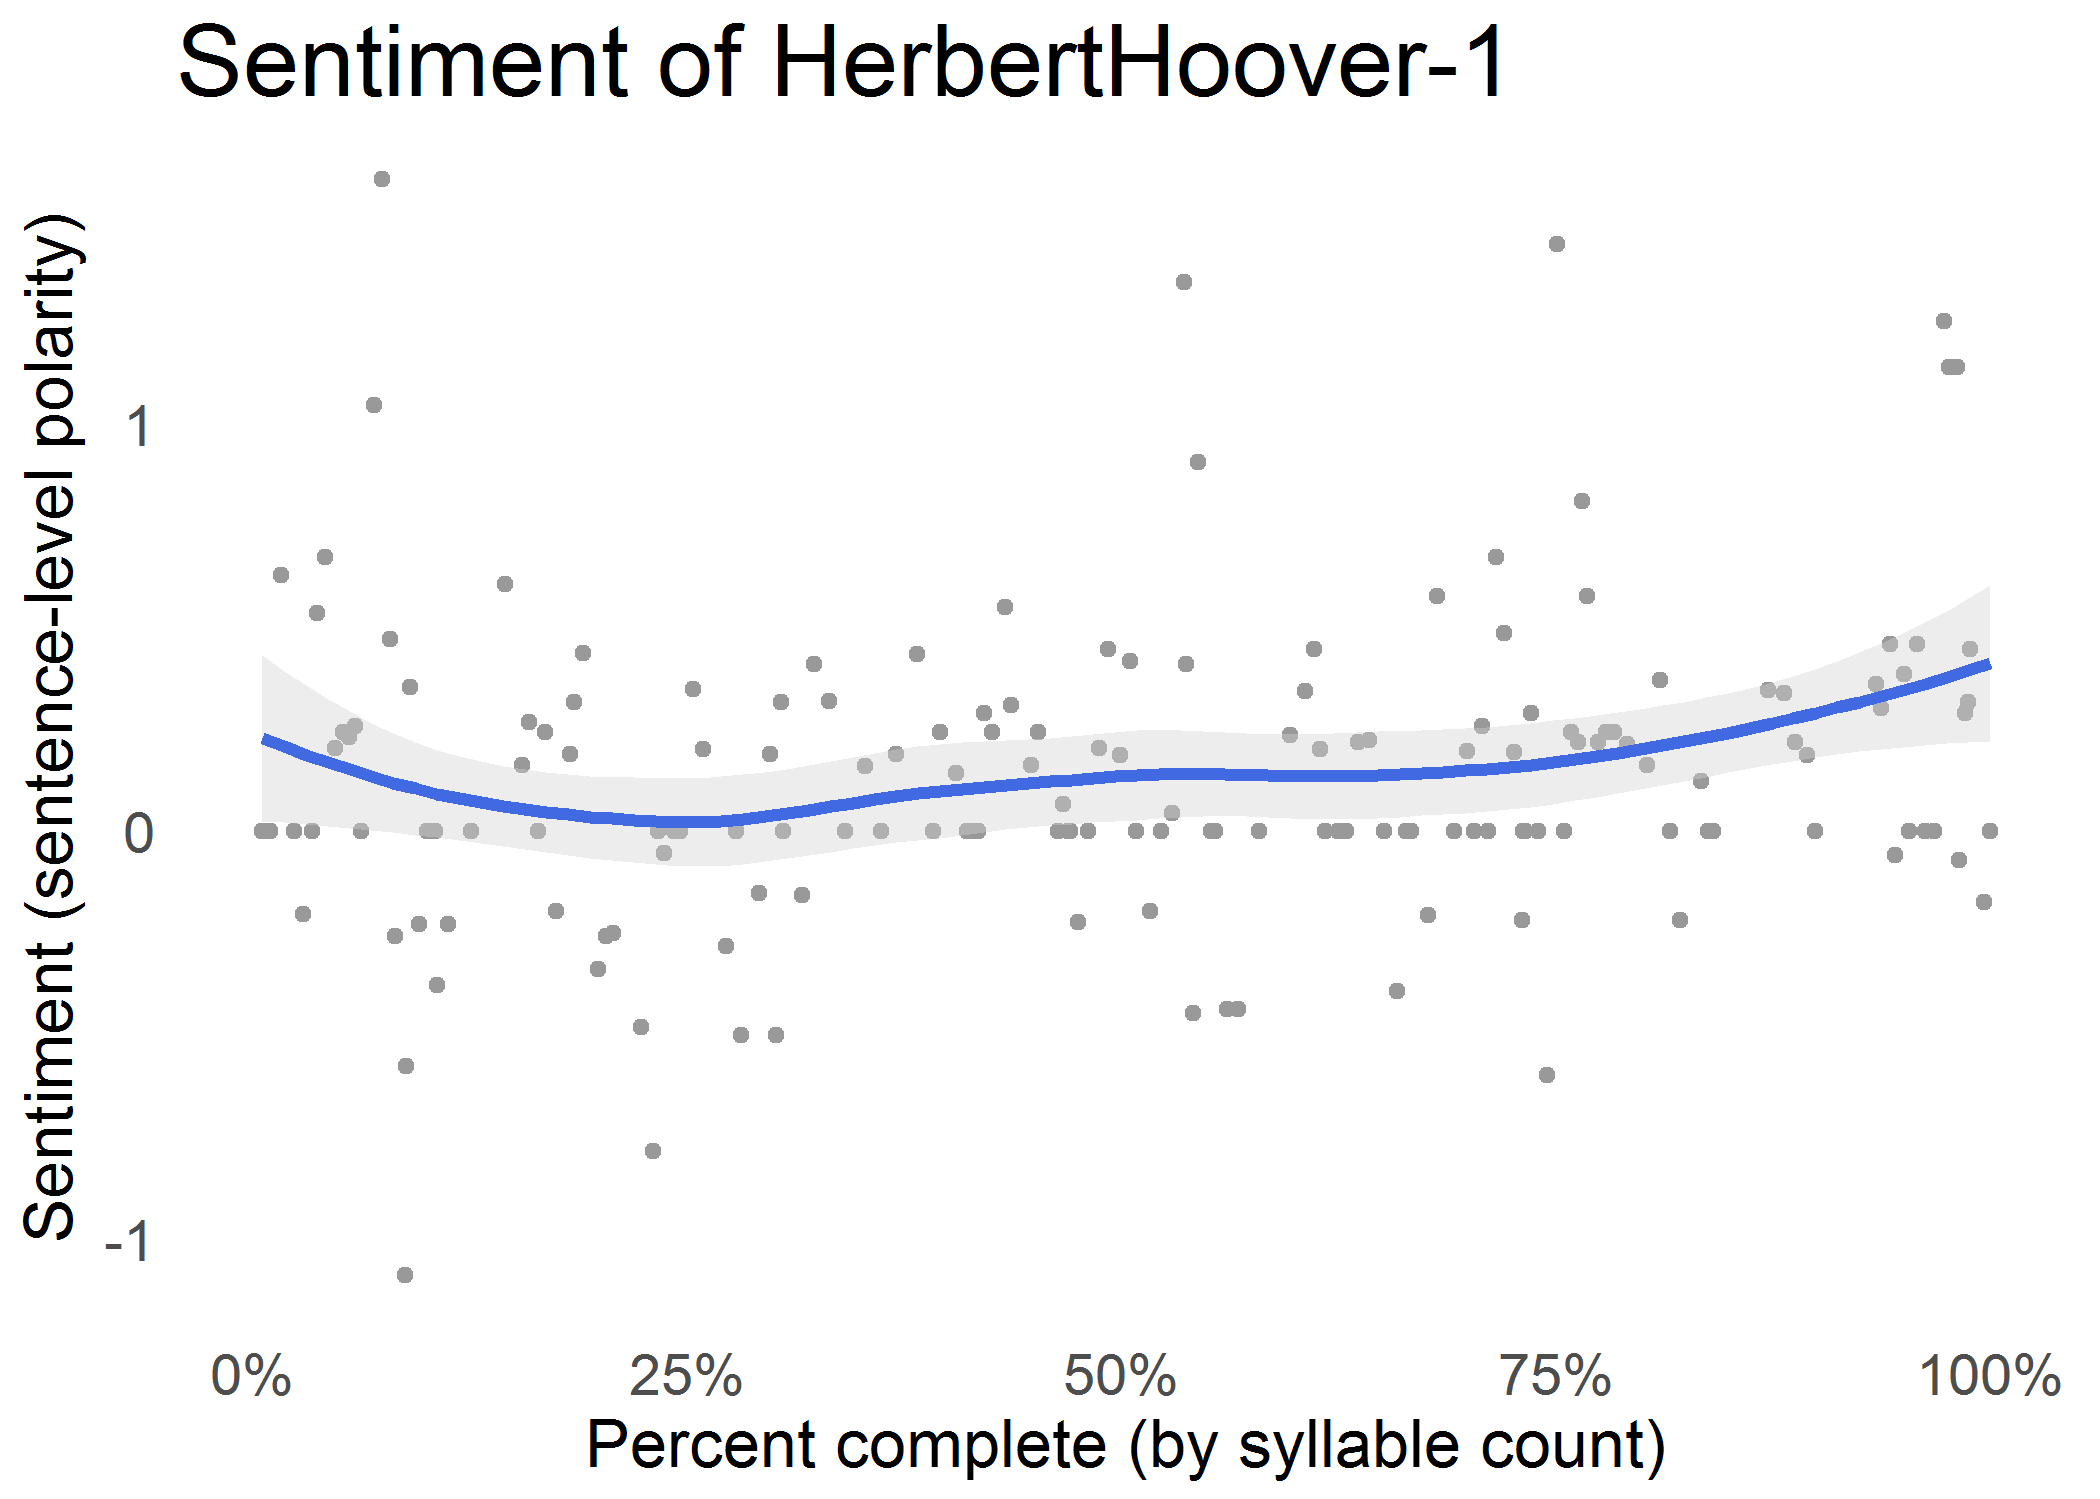 Sentiment of HerbertHoover-1
Sentiment (sentence-level polarity)
1
0
-1
0%
25%
50%
75%
100%
Percent complete (by syllable count)